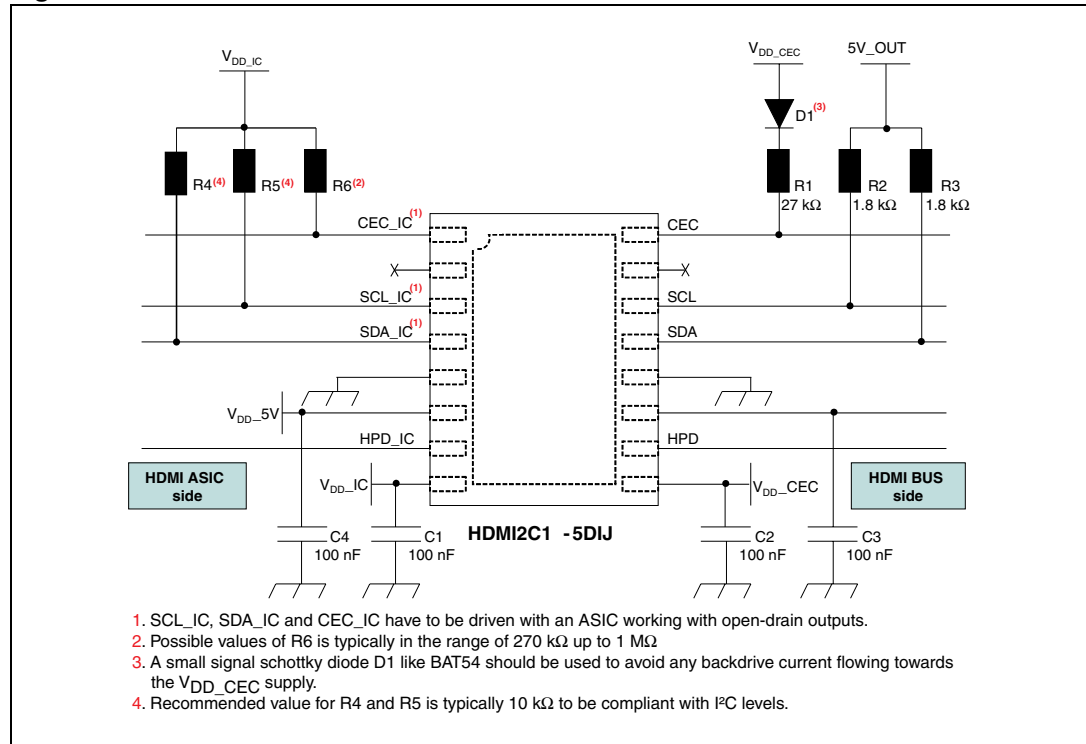 V_DD_IC
V_DD_CEC 5V_OUT
D1(3)
R4(4) R5(4) R6(2) R1 R2 R3
27 kΩ 1.8 kΩ 1.8 kΩ
CEC_IC(1) CEC
SCL_IC(1) SCL
SDA_IC(1) SDA
V_DD_5V
HPD_IC HPD
HDMI ASIC
side
V_DD_IC
V_DD_CEC
HDMI BUS
side
HDMI2C1 - 5DIJ
C4 C1 C2 C3
100 nF 100 nF 100 nF 100 nF
1. SCL_IC, SDA_IC and CEC_IC have to be driven with an ASIC working with open-drain outputs.
2. Possible values of R6 is typically in the range of 270 kΩ up to 1 MΩ
3. A small signal schottky diode D1 like BAT54 should be used to avoid any backdrive current flowing towards
the V_DD_CEC supply.
4. Recommended value for R4 and R5 is typically 10 kΩ to be compliant with I²C levels.